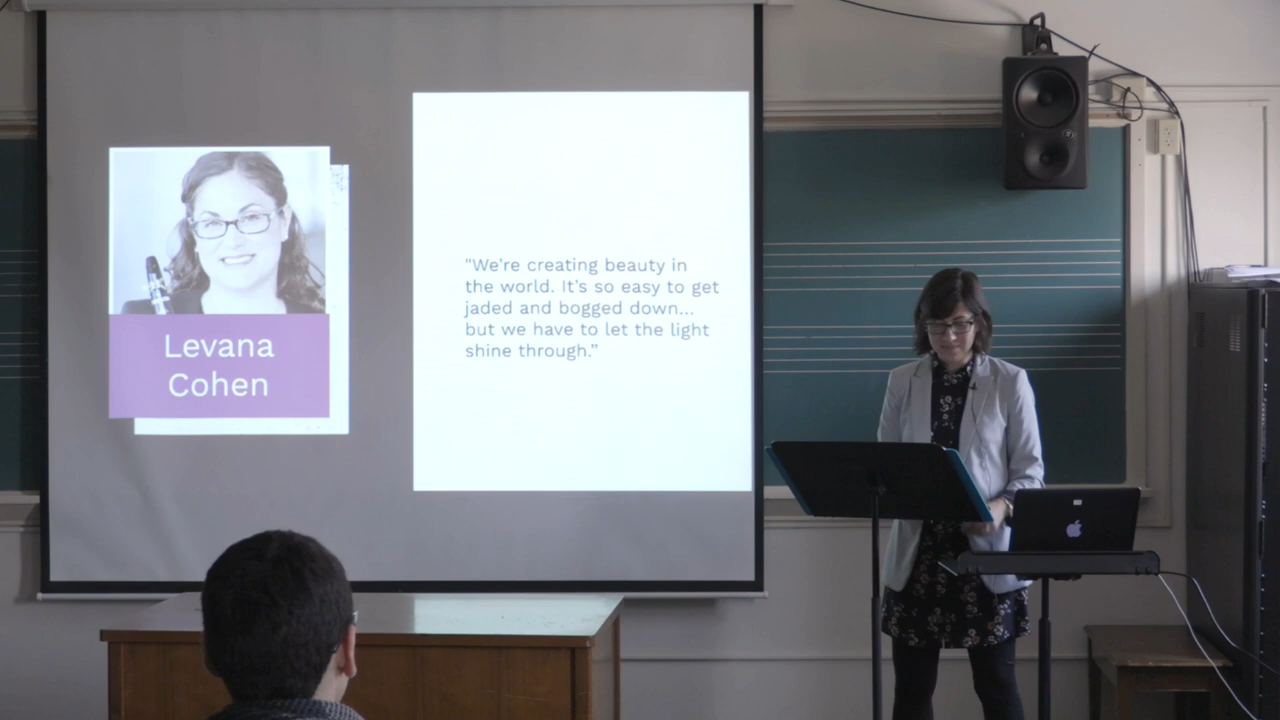 Levana
Cohen
"We're creating beauty in
the world. It's so easy to get
jaded and bogged down...
but we have to let the light
shine through."